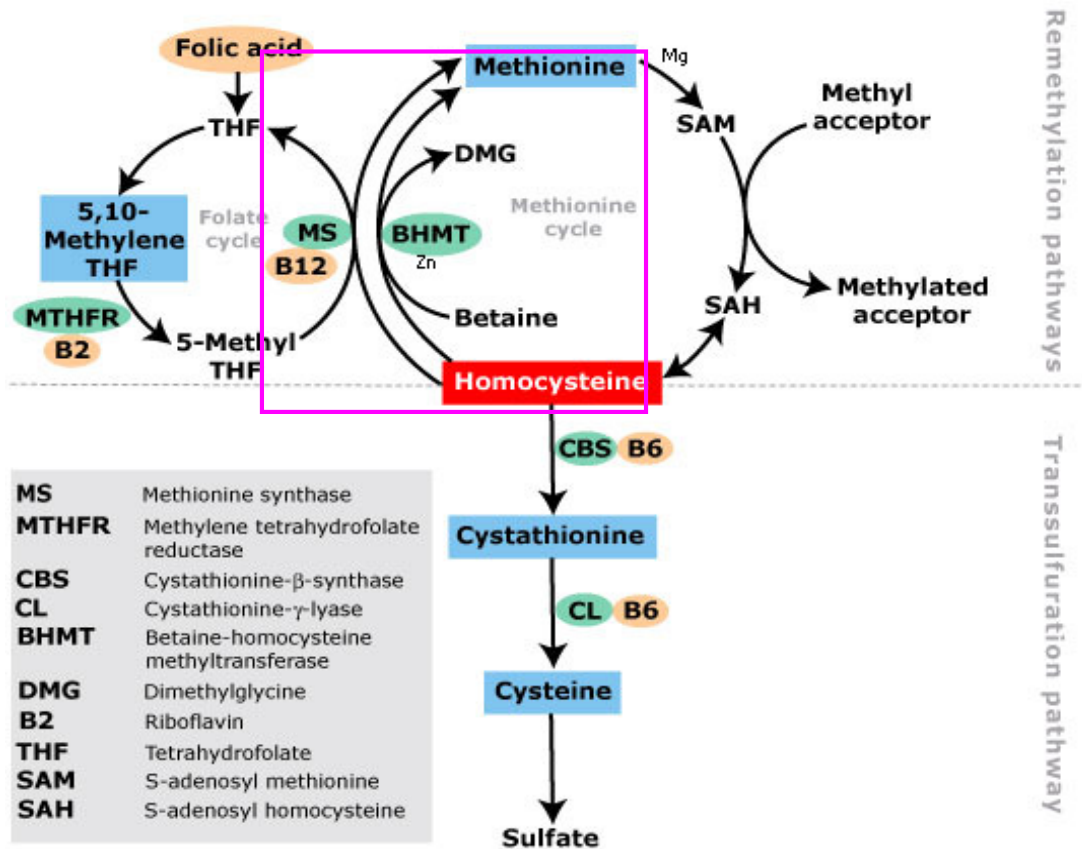 Folic acid
THF
5,10-
Methylene
THF
MTHFR
B2
5-Methyl
THF
Folate
cycle
MS
B12
Methionine
DMG
BHMT
Zn
Betaine
Methionine
cycle
Homocysteine
Mg
SAM
SAH
Methyl
acceptor
Methylated
acceptor
Remethylation pathways
CBS B6
Cystathionine
CL B6
Cysteine
Sulfate
Transsulfuration pathway
MS Methionine synthase
MTHFR Methylene tetrahydrofolate
reductase
CBS Cystathionine-β-synthase
CL Cystathionine-γ-lyase
BHMT Betaine-homocysteine
methyltransferase
DMG Dimethylglycine
B2 Riboflavin
THF Tetrahydrofolate
SAM S-adenosyl methionine
SAH S-adenosyl homocysteine